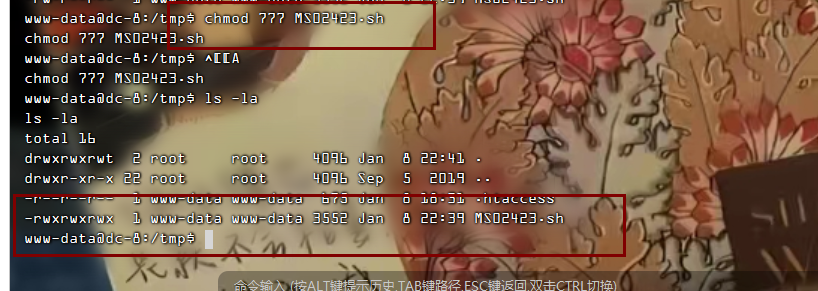 www-data@dc-8:/tmp$ chmod 777 MSO2423.sh
chmod 777 MSO2423.sh
www-data@dc-8:/tmp$ ^[[A
chmod 777 MSO2423.sh
www-data@dc-8:/tmp$ ls -la
ls -la
total 16
drwxrwxrwt  2 root     root     4096 Jan  8 22:41 .
drwxr-xr-x 22 root     root     4096 Sep  5  2019 ..
-r--r--r--  1 www-data www-data  673 Jan  8 18:31 .htaccess
-rwxrwxrwx  1 www-data www-data 3552 Jan  8 22:39 MSO2423.sh
www-data@dc-8:/tmp$
命令输入 (按ALT键提示历史,TAB键路径,ESC键返回,双击CTRL切换)